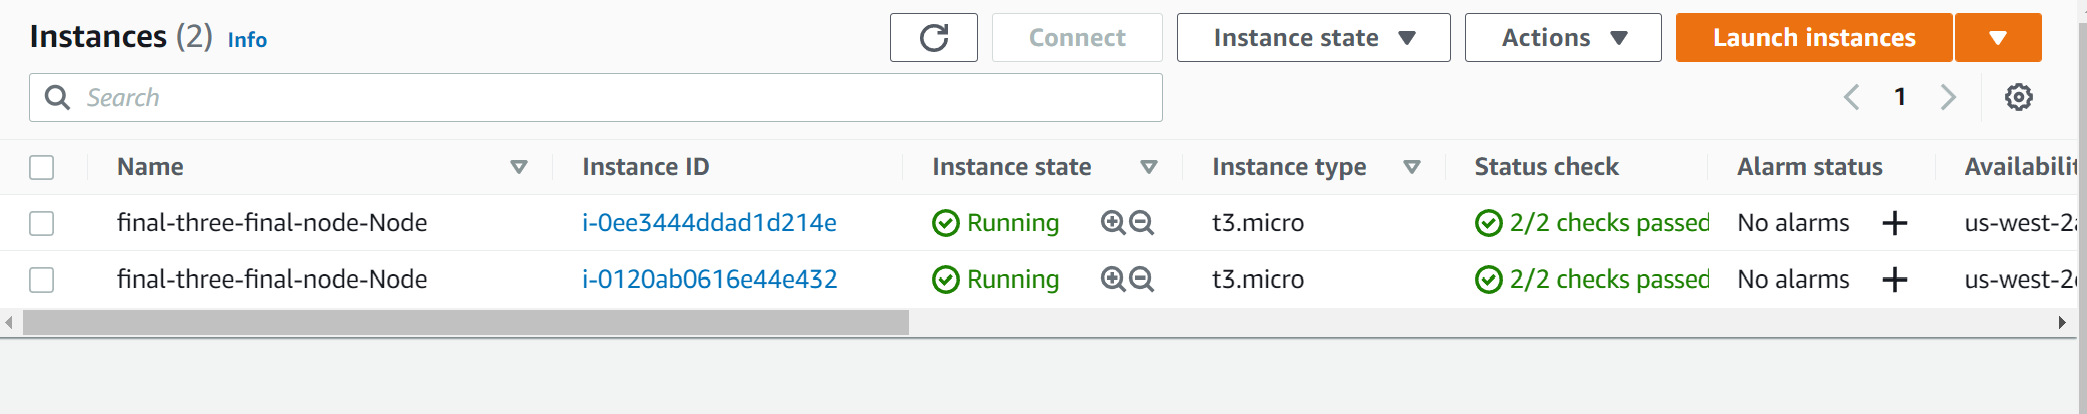 Instances (2) Info Connect Instance state Actions Launch instances
Search 1
Name Instance ID Instance state Instance type Status check Alarm status Availabilit
final-three-final-node-Node i-0ee3444ddad1d214e Running t3.micro 2/2 checks passed No alarms us-west-2a
final-three-final-node-Node i-0120ab0616e44e432 Running t3.micro 2/2 checks passed No alarms us-west-2